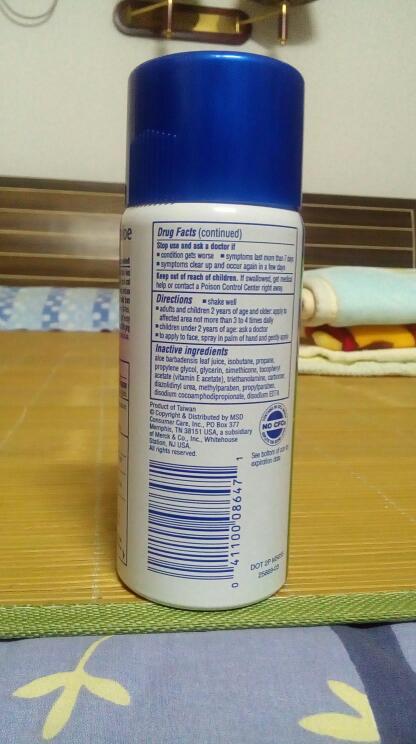 Drug Facts (continued)
Stop use and ask a doctor if
▪ condition gets worse ▪ symptoms last more than 7 days
▪ symptoms clear up and occur again in a few days
Keep out of reach of children. If swallowed, get medical
help or contact a Poison Control Center right away
Directions ▪ shake well
▪ adults and children 2 years of age and older: apply to
affected area not more than 3 to 4 times daily
▪ children under 2 years of age: ask a doctor
▪ to apply to face, spray in palm of hand and gently apply
Inactive ingredients
aloe barbadensis leaf juice, isobutane, propane,
propylene glycol, glycerin, simethicone, tocopheryl
acetate (vitamin E acetate), triethanolamine, carbomer,
diazolidinyl urea, methylparaben, propylparaben,
disodium cocoamphodipropionate, disodium EDTA
Product of Taiwan
© Copyright & Distributed by MSD
Consumer Care, Inc., PO Box 377
Memphis, TN 38151 USA, a subsidiary
of Merck & Co., Inc., Whitehouse
Station, NJ USA.
All rights reserved.
NO CFCs
See bottom of can for
expiration date
0 41100 08647 1
DOT 2P